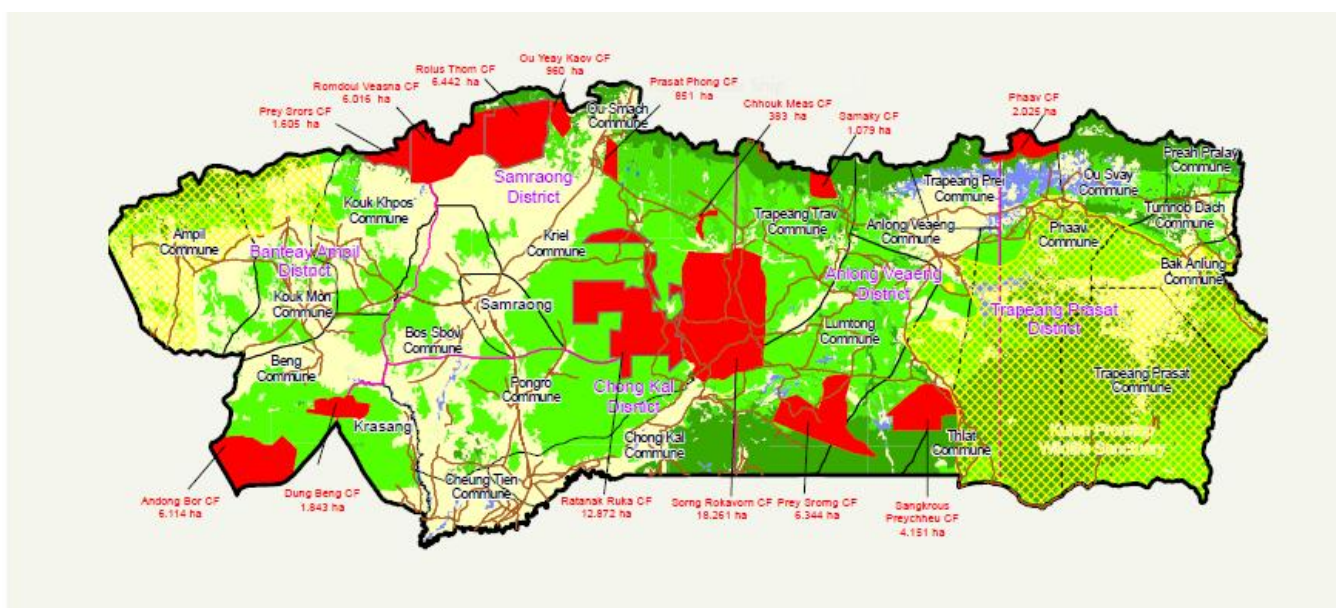 Ou Yeay Kaov CF
960 ha
Rolus Thom CF
6.442 ha
Prasat Phong CF
851 ha
Romdoul Veasna CF
6.016 ha
Chhouk Meas CF
383 ha
Phaav CF
2.025 ha
Prey Srors CF
1.605 ha
Samaky CF
1.079 ha
Ou Smach
Commune
Preah Pralay
Commune
Samraong
District
Trapeang Prei
Commune
Ou Svay
Commune
Kouk Khpos
Commune
Trapeang Trav
Commune
Tumnob Dach
Commune
Ampil
Commune
Kriel
Commune
Anlong Veaeng
Commune
Phaav
Commune
Banteay Ampil
District
Bak Anlung
Commune
Anlong Veaeng
District
Kouk Mon
Commune
Samraong
Trapeang Prasat
District
Bos Sbov
Commune
Lumtong
Commune
Beng
Commune
Trapeang Prasat
Commune
Pongro
Commune
Chong Kal
District
Krasang
Chong Kal
Commune
Thlat
Commune
Wildlife Sanctuary
Cheung Tien
Commune
Andong Bor CF
6.114 ha
Dung Beng CF
1.843 ha
Ratanak Ruka CF
12.872 ha
Sorng Rokavorn CF
18.261 ha
Prey Srorng CF
6.344 ha
Sangkrous
Preychheu CF
4.151 ha